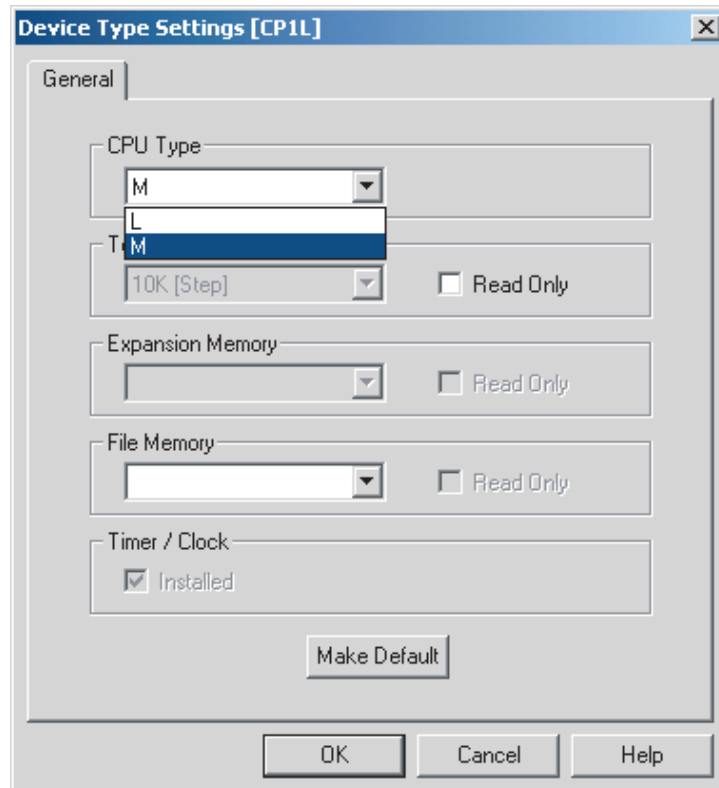 Device Type Settings [CP1L]
General
CPU Type
M
L
M
10K [Step]
Read Only
Expansion Memory
Read Only
File Memory
Read Only
Timer / Clock
Installed
Make Default
OK Cancel Help